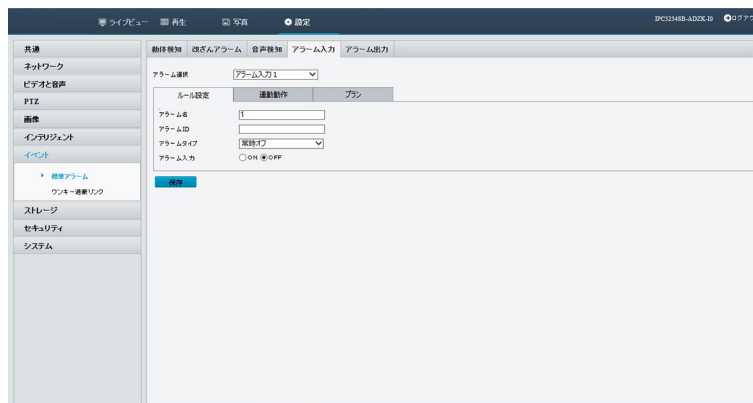 ライブビュー 再生 写真 設定 IPC3234SB-ADZK-I0 ログアウ
共通
ネットワーク
ビデオと音声
PTZ
画像
インテリジェント
イベント
標準アラーム
ワンキー遮断リンク
ストレージ
セキュリティ
システム
動体検知 改ざんアラーム 音声検知 アラーム入力 アラーム出力
アラーム選択 アラーム入力 1
ルール設定 連動動作 プラン
アラーム名 1
アラームID
アラームタイプ 常時オフ
アラーム入力 ON OFF
保存